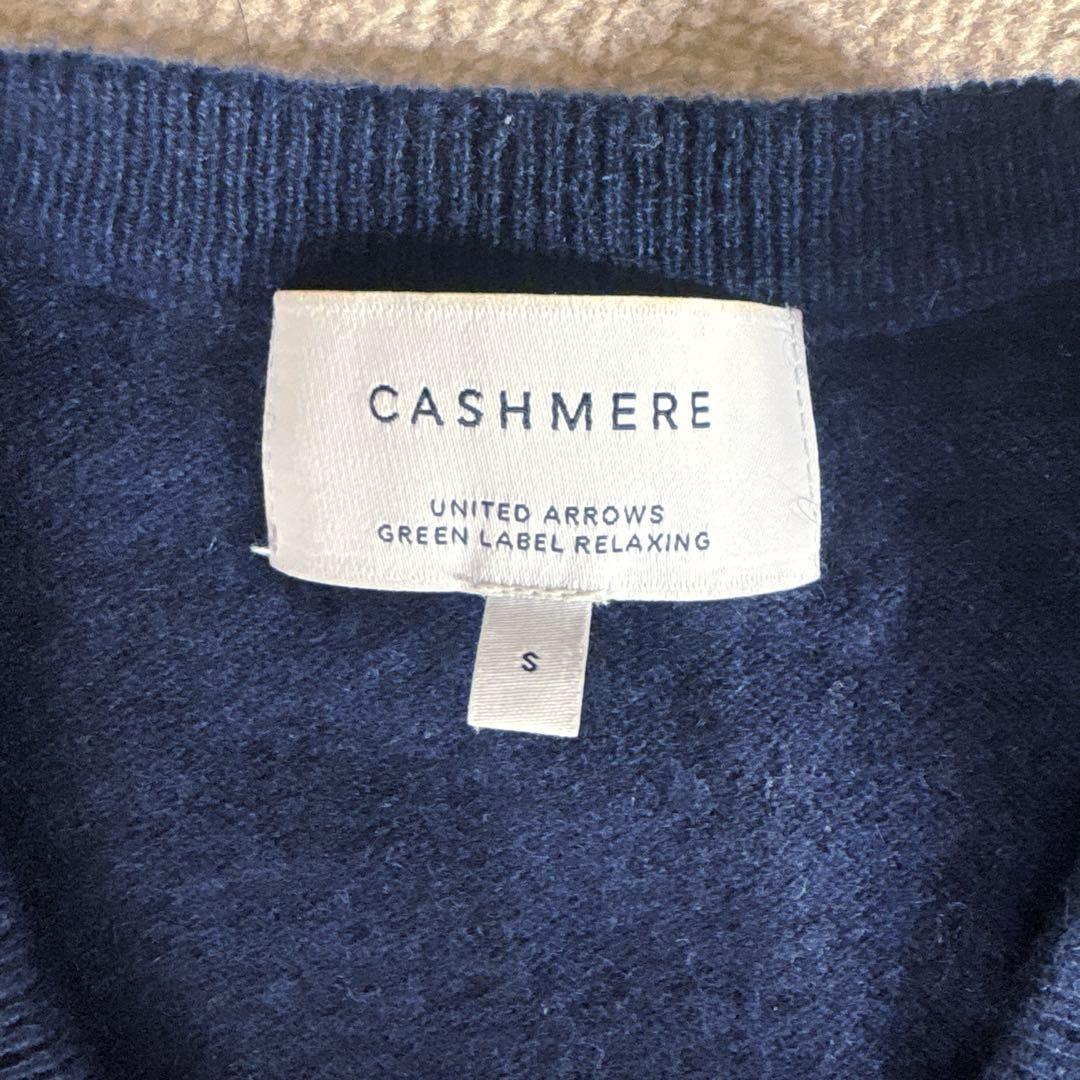 CASHMERE
UNITED ARROWS
GREEN LABEL RELAXING
S